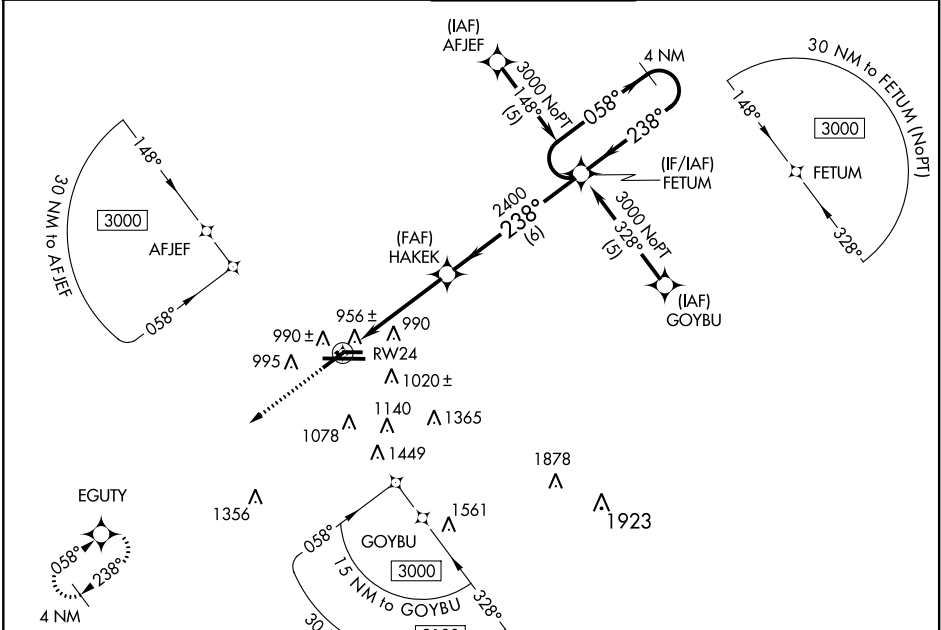 (IAF)
AFJEF
4 NM
3000 NoPT
148°
(5)
058°
238°
(IF/IAF)
FETUM
30 NM to FETUM (NoPT)
148°
3000
FETUM
328°
148°
30 NM to AFJEF
3000
AFJEF
058°
2400
238°
(6)
3000 NoPT
328°
(5)
(IAF)
GOYBU
(FAF)
HAKEK
956 ±
990 ±
990
995
RW24
1020 ±
1140
1365
1078
1449
1878
1356
1561
1923
EGUTY
058°
238°
4 NM
058°
GOYBU
3000
15 NM to GOYBU
328°
30